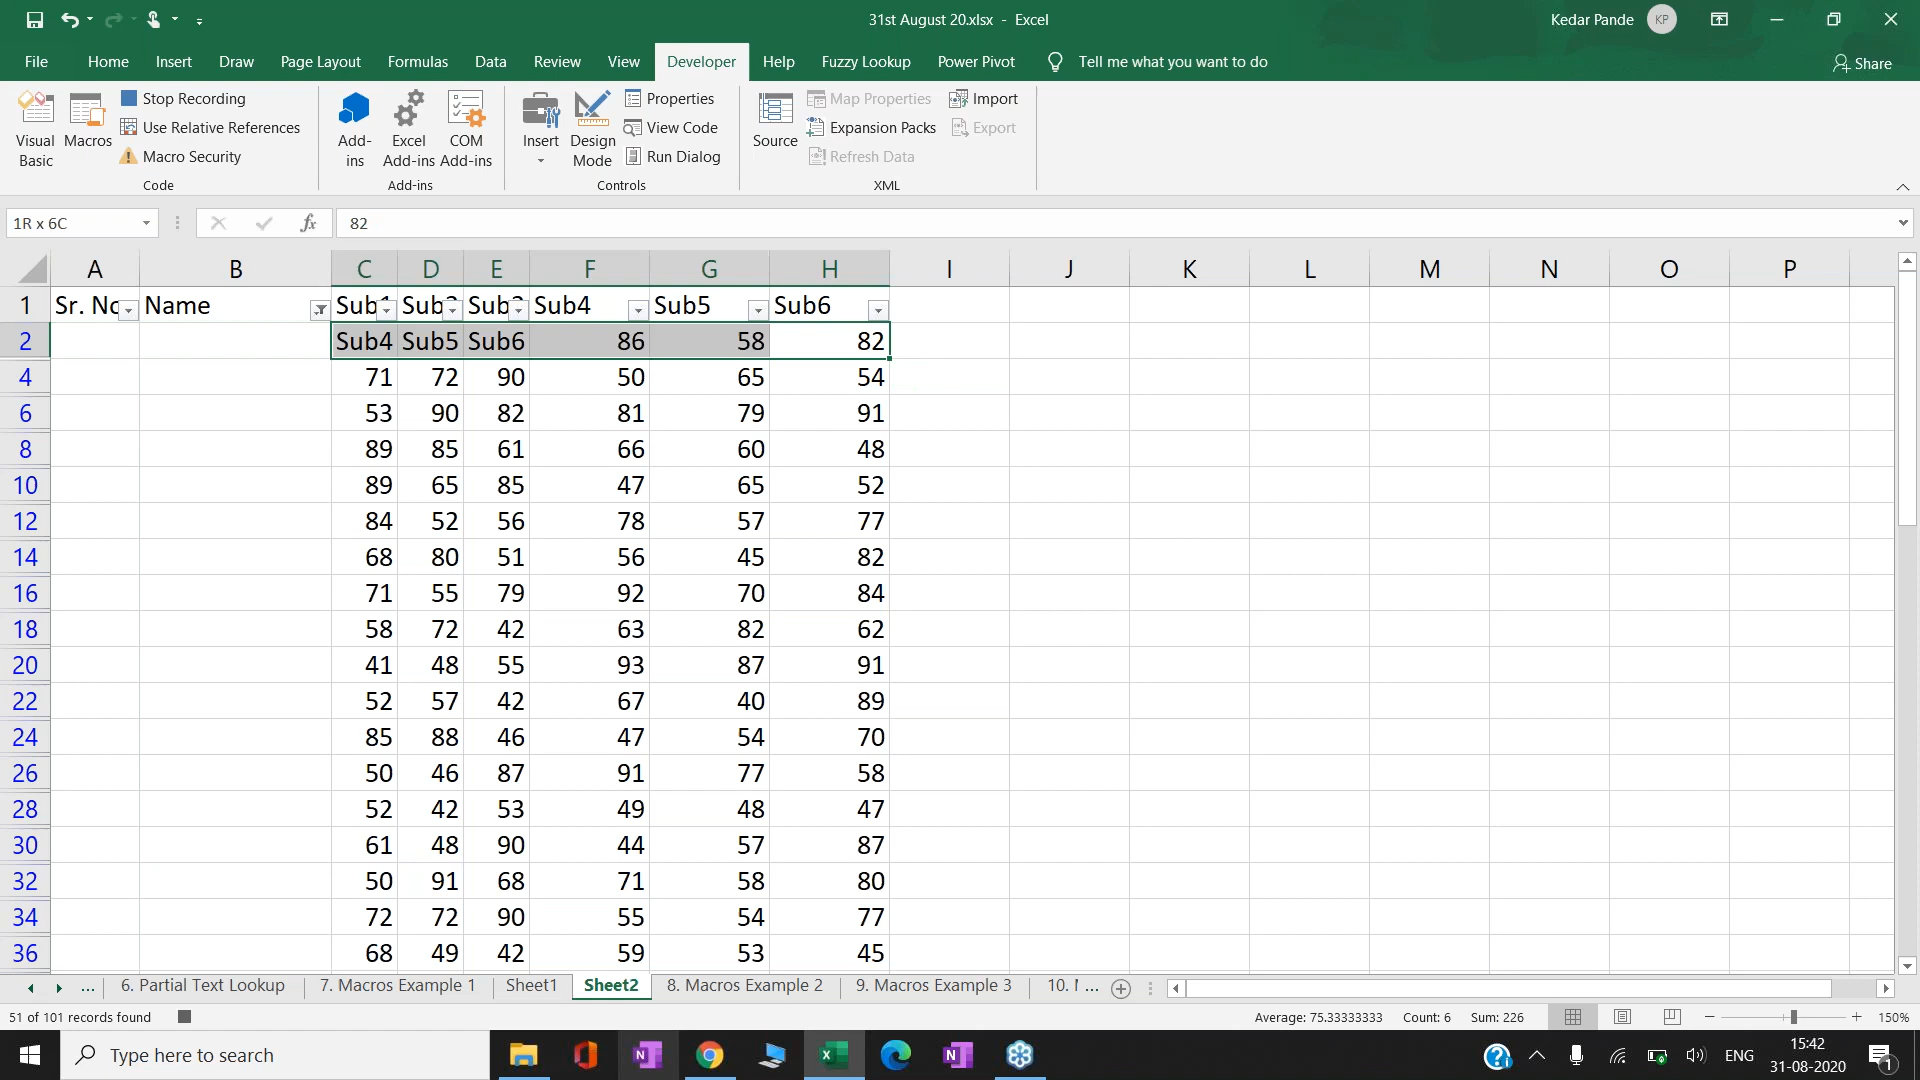 31st August 20.xlsx - Excel
Kedar Pande KP
File Home Insert Draw Page Layout Formulas Data Review View Developer Help Fuzzy Lookup Power Pivot Tell me what you want to do Share
Visual Basic
Macros
Stop Recording
Use Relative References
Macro Security
Code
Add-ins
Excel Add-ins
COM Add-ins
Add-ins
Insert
Design Mode
Properties
View Code
Run Dialog
Controls
Source
Map Properties
Expansion Packs
Refresh Data
Import
Export
XML
1R x 6C fx 82
A B C D E F G H I J K L M N O P
1 Sr. No Name Sub1 Sub2 Sub3 Sub4 Sub5 Sub6
2 Sub4 Sub5 Sub6 86 58 82
4 71 72 90 50 65 54
6 53 90 82 81 79 91
8 89 85 61 66 60 48
10 89 65 85 47 65 52
12 84 52 56 78 57 77
14 68 80 51 56 45 82
16 71 55 79 92 70 84
18 58 72 42 63 82 62
20 41 48 55 93 87 91
22 52 57 42 67 40 89
24 85 88 46 47 54 70
26 50 46 87 91 77 58
28 52 42 53 49 48 47
30 61 48 90 44 57 87
32 50 91 68 71 58 80
34 72 72 90 55 54 77
36 68 49 42 59 53 45
... 6. Partial Text Lookup 7. Macros Example 1 Sheet1 Sheet2 8. Macros Example 2 9. Macros Example 3 10. ...
51 of 101 records found Average: 75.33333333 Count: 6 Sum: 226 150%
Type here to search ENG 15:42
31-08-2020 1